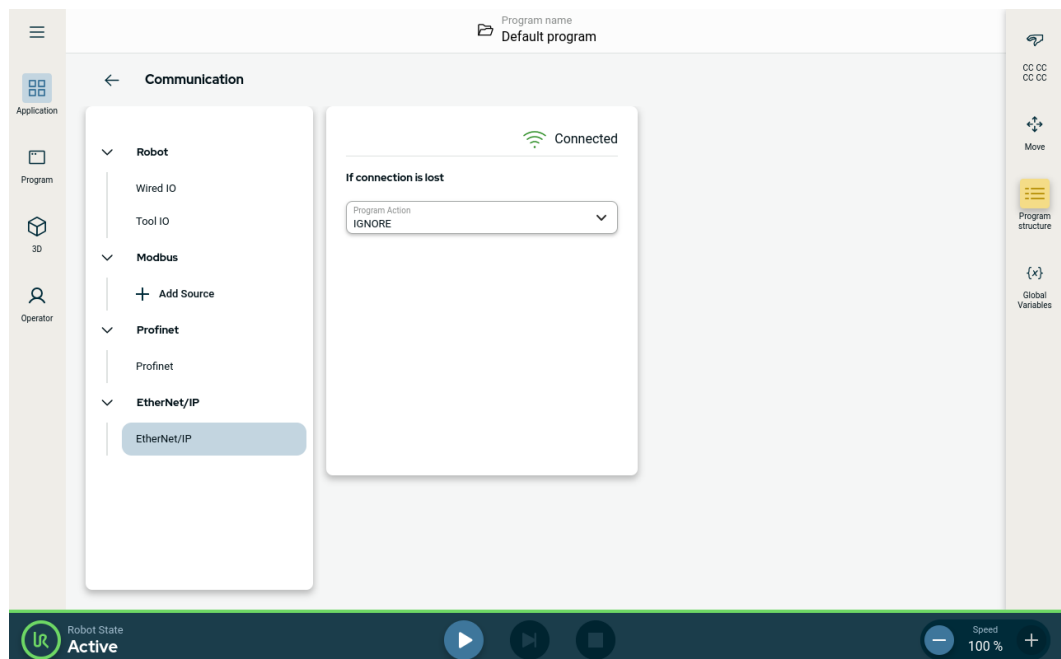 Program name
Default program
Application
Program
3D
Operator
Communication
Robot
Wired IO
Tool IO
Modbus
Add Source
Profinet
Profinet
EtherNet/IP
EtherNet/IP
Connected
If connection is lost
Program Action
IGNORE
CC CC
CC CC
Move
Program
structure
{x}
Global
Variables
Robot State
Active
Speed
100 %